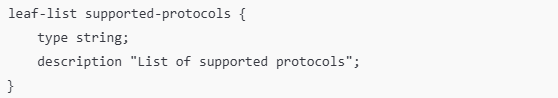 leaf-list supported-protocols {
    type string;
    description "List of supported protocols";
}